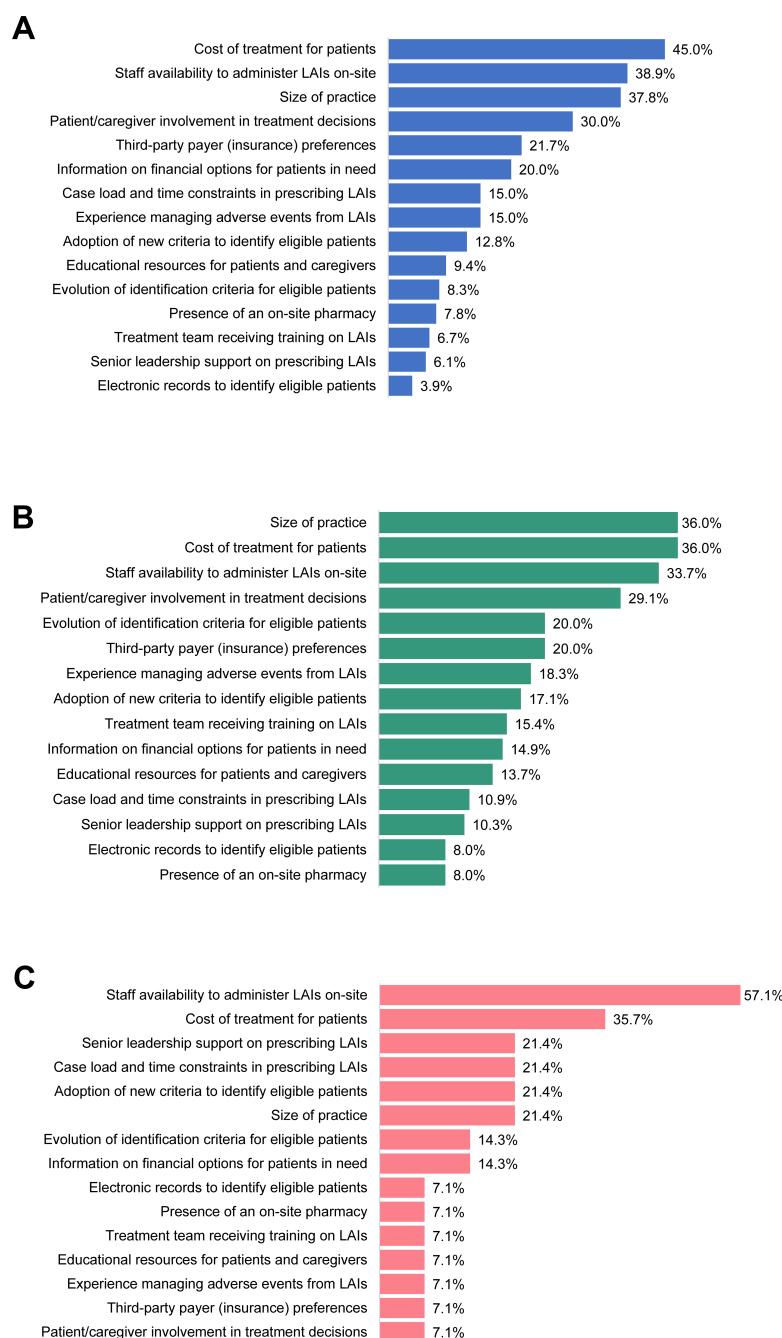 A
Cost of treatment for patients 45.0%
Staff availability to administer LAIs on-site 38.9%
Size of practice 37.8%
Patient/caregiver involvement in treatment decisions 30.0%
Third-party payer (insurance) preferences 21.7%
Information on financial options for patients in need 20.0%
Case load and time constraints in prescribing LAIs 15.0%
Experience managing adverse events from LAIs 15.0%
Adoption of new criteria to identify eligible patients 12.8%
Educational resources for patients and caregivers 9.4%
Evolution of identification criteria for eligible patients 8.3%
Presence of an on-site pharmacy 7.8%
Treatment team receiving training on LAIs 6.7%
Senior leadership support on prescribing LAIs 6.1%
Electronic records to identify eligible patients 3.9%
B
Size of practice 36.0%
Cost of treatment for patients 36.0%
Staff availability to administer LAIs on-site 33.7%
Patient/caregiver involvement in treatment decisions 29.1%
Evolution of identification criteria for eligible patients 20.0%
Third-party payer (insurance) preferences 20.0%
Experience managing adverse events from LAIs 18.3%
Adoption of new criteria to identify eligible patients 17.1%
Treatment team receiving training on LAIs 15.4%
Information on financial options for patients in need 14.9%
Educational resources for patients and caregivers 13.7%
Case load and time constraints in prescribing LAIs 10.9%
Senior leadership support on prescribing LAIs 10.3%
Electronic records to identify eligible patients 8.0%
Presence of an on-site pharmacy 8.0%
C
Staff availability to administer LAIs on-site 57.1%
Cost of treatment for patients 35.7%
Senior leadership support on prescribing LAIs 21.4%
Case load and time constraints in prescribing LAIs 21.4%
Adoption of new criteria to identify eligible patients 21.4%
Size of practice 21.4%
Evolution of identification criteria for eligible patients 14.3%
Information on financial options for patients in need 14.3%
Electronic records to identify eligible patients 7.1%
Presence of an on-site pharmacy 7.1%
Treatment team receiving training on LAIs 7.1%
Educational resources for patients and caregivers 7.1%
Experience managing adverse events from LAIs 7.1%
Third-party payer (insurance) preferences 7.1%
Patient/caregiver involvement in treatment decisions 7.1%